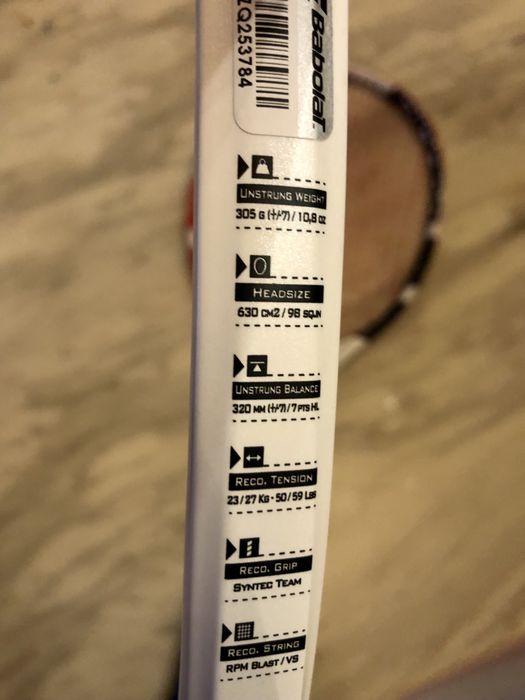 Babolat
Q253784
UNSTRUNG WEIGHT
305 G (+/-7) / 10,8 OZ
HEADSIZE
630 CM2 / 98 SQ.IN
UNSTRUNG BALANCE
320 MM (+/-7) / 7 PTS HL
RECO. TENSION
23/27 KG - 50/59 LBS
RECO. GRIP
SYNTEC TEAM
RECO. STRING
RPM BLAST / VS